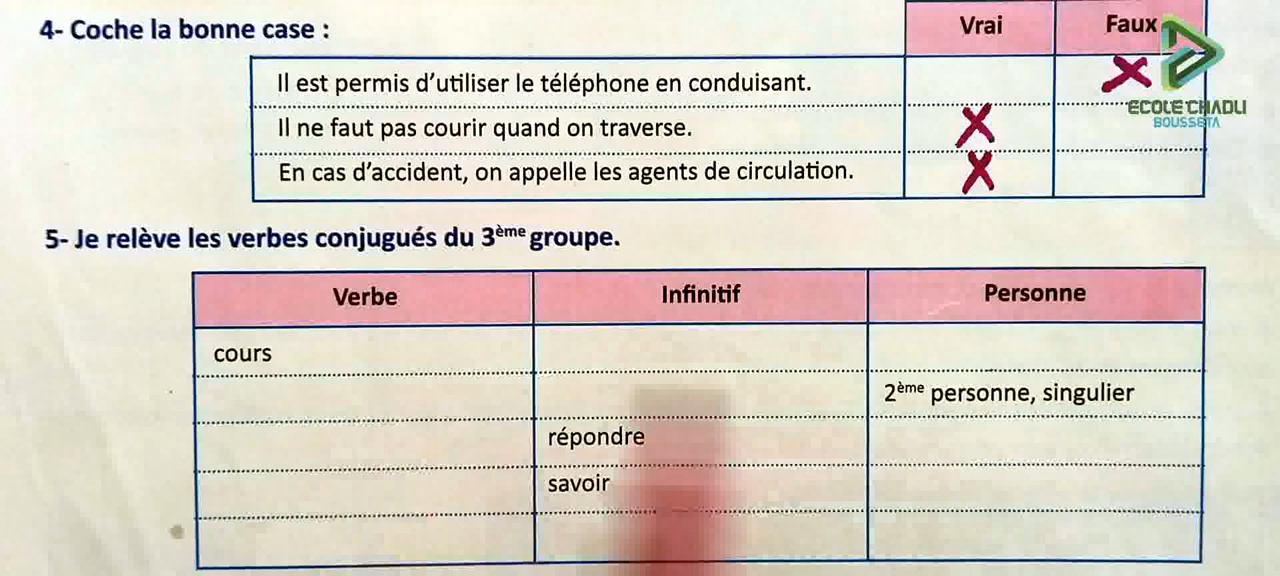 4- Coche la bonne case :
Vrai
Faux
Il est permis d’utiliser le téléphone en conduisant.
Il ne faut pas courir quand on traverse.
En cas d’accident, on appelle les agents de circulation.
ECOLE CHADLI
BOUSSETA
5- Je relève les verbes conjugués du 3ème groupe.
Verbe Infinitif Personne
cours
2ème personne, singulier
répondre
savoir